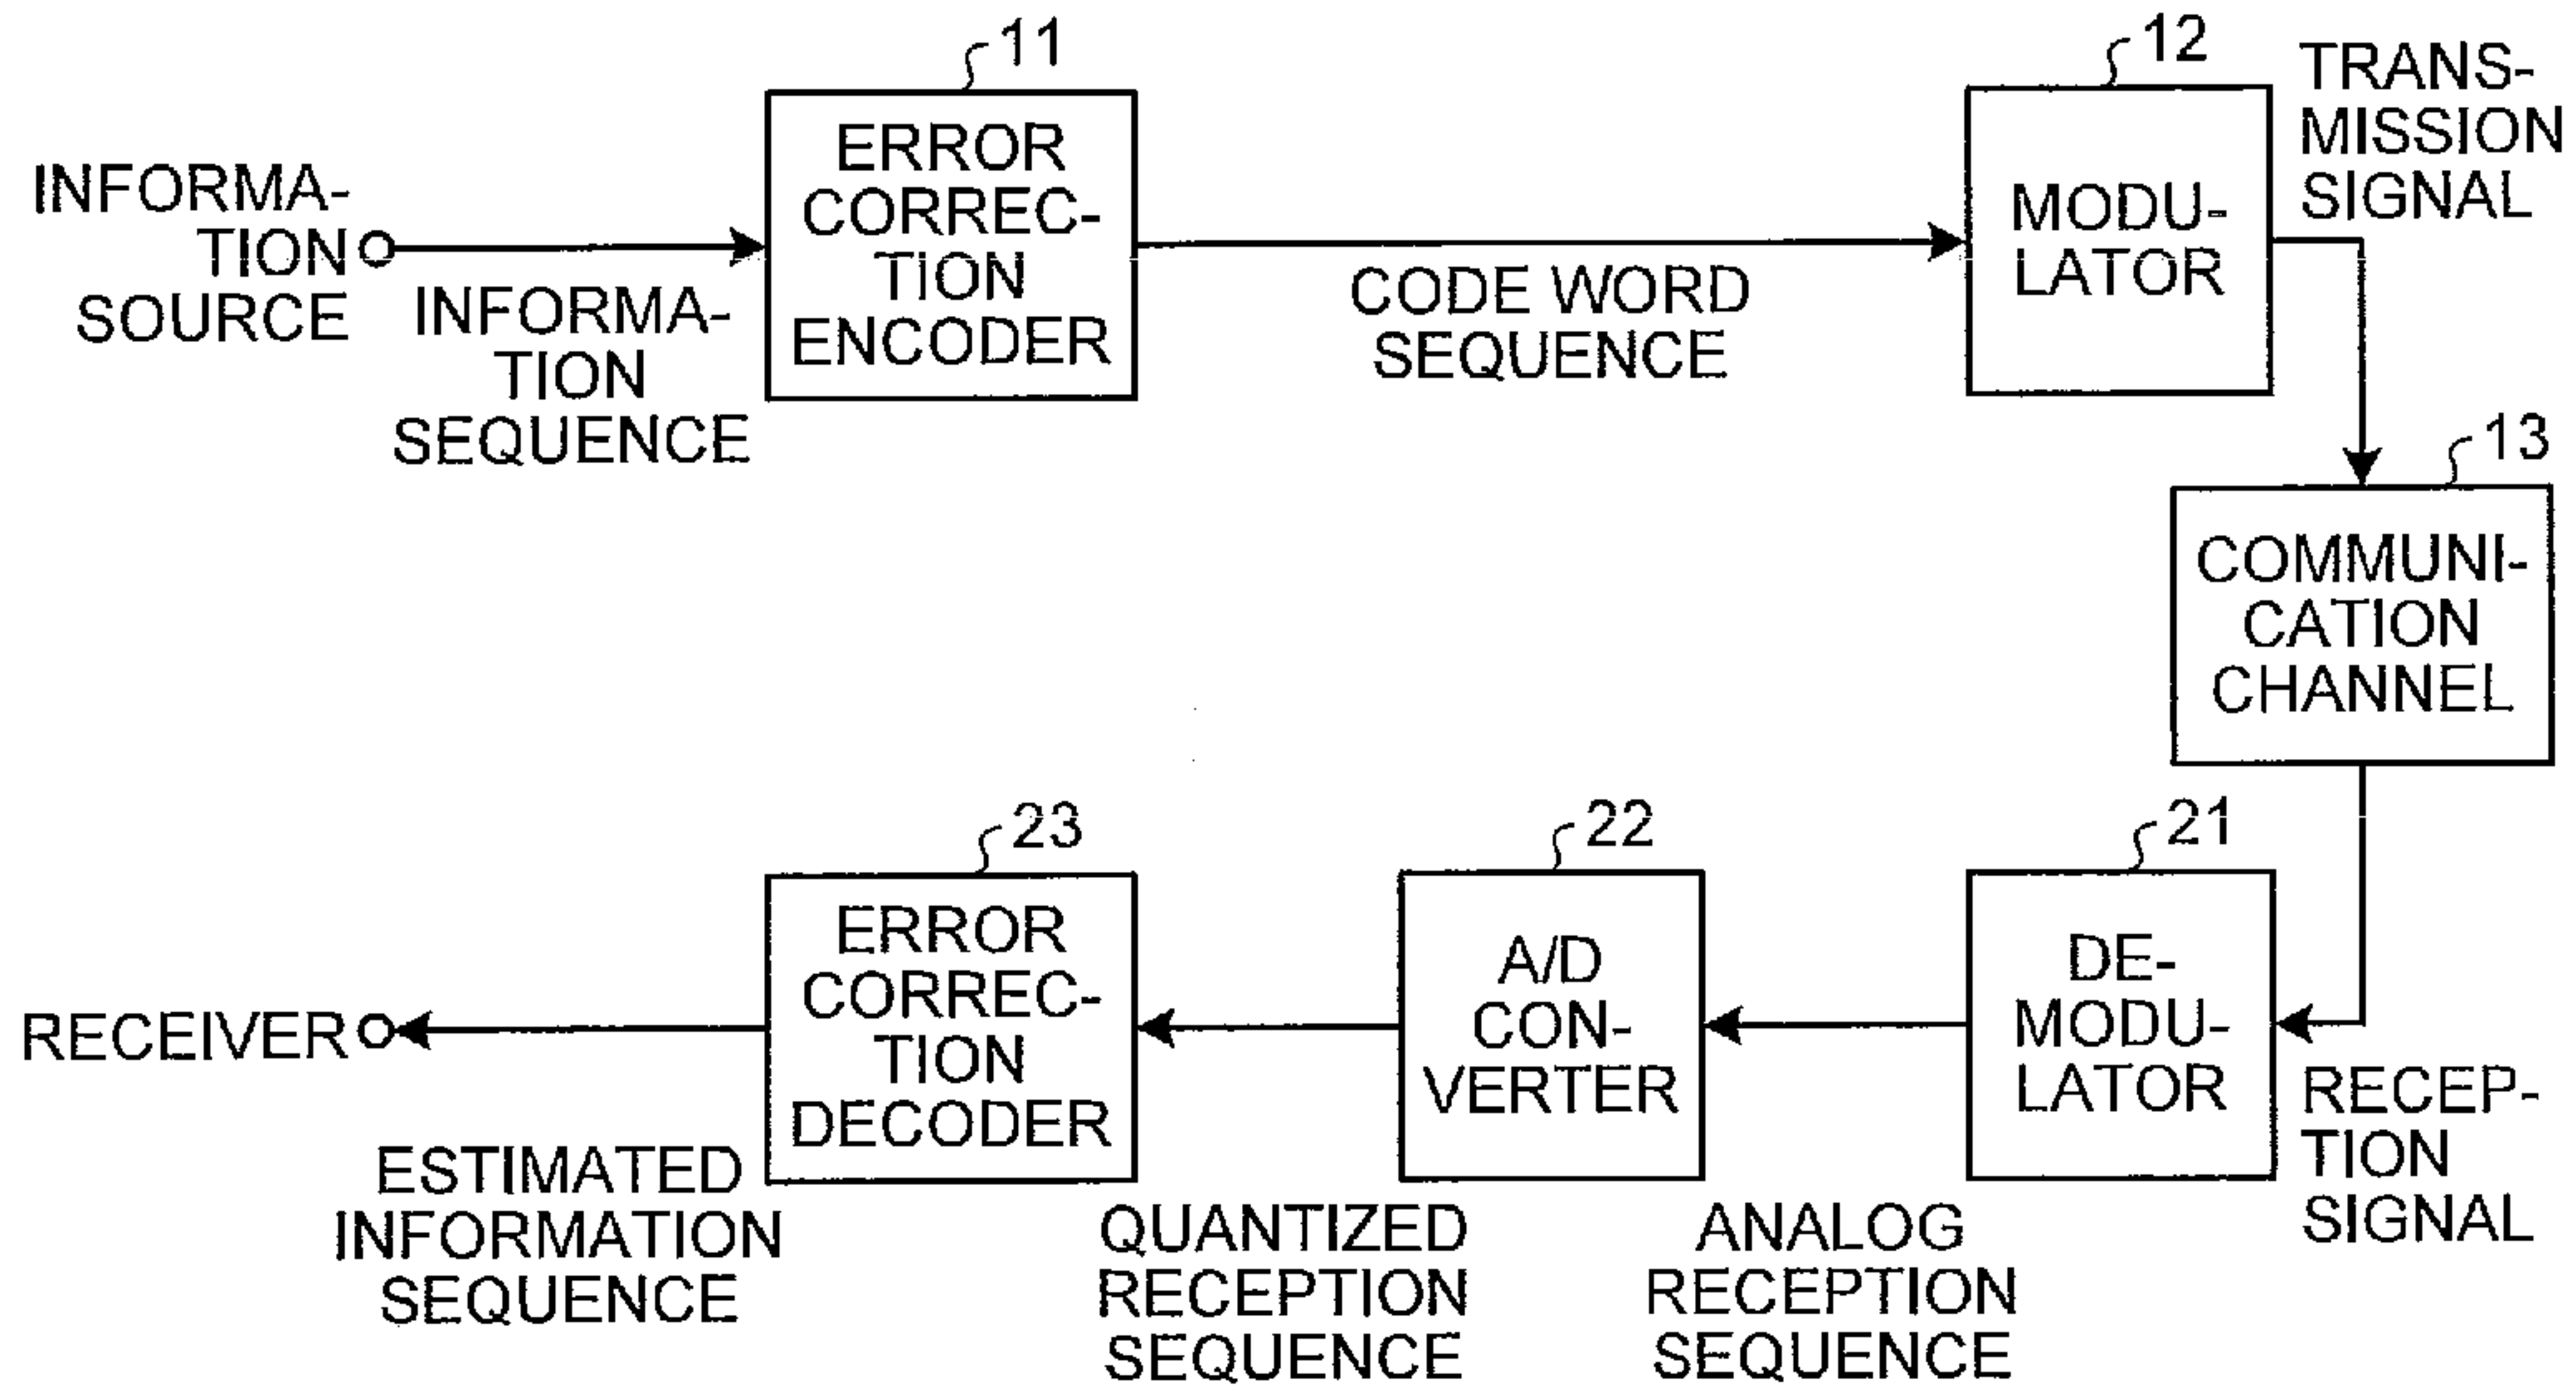 11
12
TRANS-
MISSION
SIGNAL
INFORMA-
TION
SOURCE
INFORMA-
TION
SEQUENCE
ERROR
CORREC-
TION
ENCODER
CODE WORD
SEQUENCE
MODU-
LATOR
13
COMMUNI-
CATION
CHANNEL
21
DE-
MODU-
LATOR
RECEP-
TION
SIGNAL
ANALOG
RECEPTION
SEQUENCE
22
A/D
CON-
VERTER
QUANTIZED
RECEPTION
SEQUENCE
23
ERROR
CORREC-
TION
DECODER
ESTIMATED
INFORMATION
SEQUENCE
RECEIVER